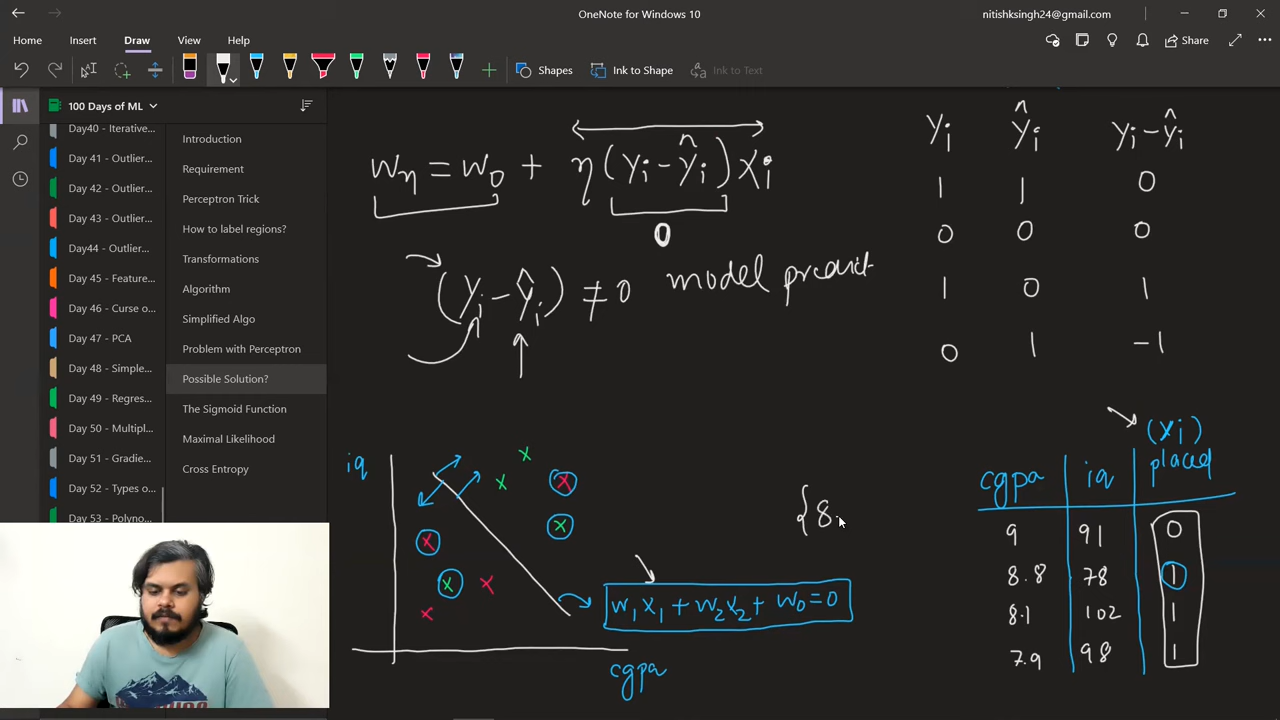 OneNote for Windows 10
nitishksingh24@gmail.com
Home Insert Draw View Help
Share
Shapes Ink to Shape Ink to Text
100 Days of ML
Day40 - Iterative...
Day 41 - Outlier...
Day 42 - Outlier...
Day 43 - Outlier...
Day44 - Outlier...
Day 45 - Feature...
Day 46 - Curse o...
Day 47 - PCA
Day 48 - Simple...
Day 49 - Regres...
Day 50 - Multipl...
Day 51 - Gradie...
Day 52 - Types o...
Day 53 - Polyno...
Introduction
Requirement
Perceptron Trick
How to label regions?
Transformations
Algorithm
Simplified Algo
Problem with Perceptron
Possible Solution?
The Sigmoid Function
Maximal Likelihood
Cross Entropy
wη = w₀ + η(yᵢ - ŷᵢ)xᵢ
0
(yᵢ - ŷᵢ) ≠ 0 model
yᵢ ŷᵢ yᵢ - ŷᵢ
1 1 0
0 0 0
1 0 1
0 1 -1
iq
cgpa
w₁x₁ + w₂x₂ + w₀ = 0
{8.
(xᵢ)
cgpa iq placed
9 91 0
8.8 78 1
8.1 102 1
7.9 98 1